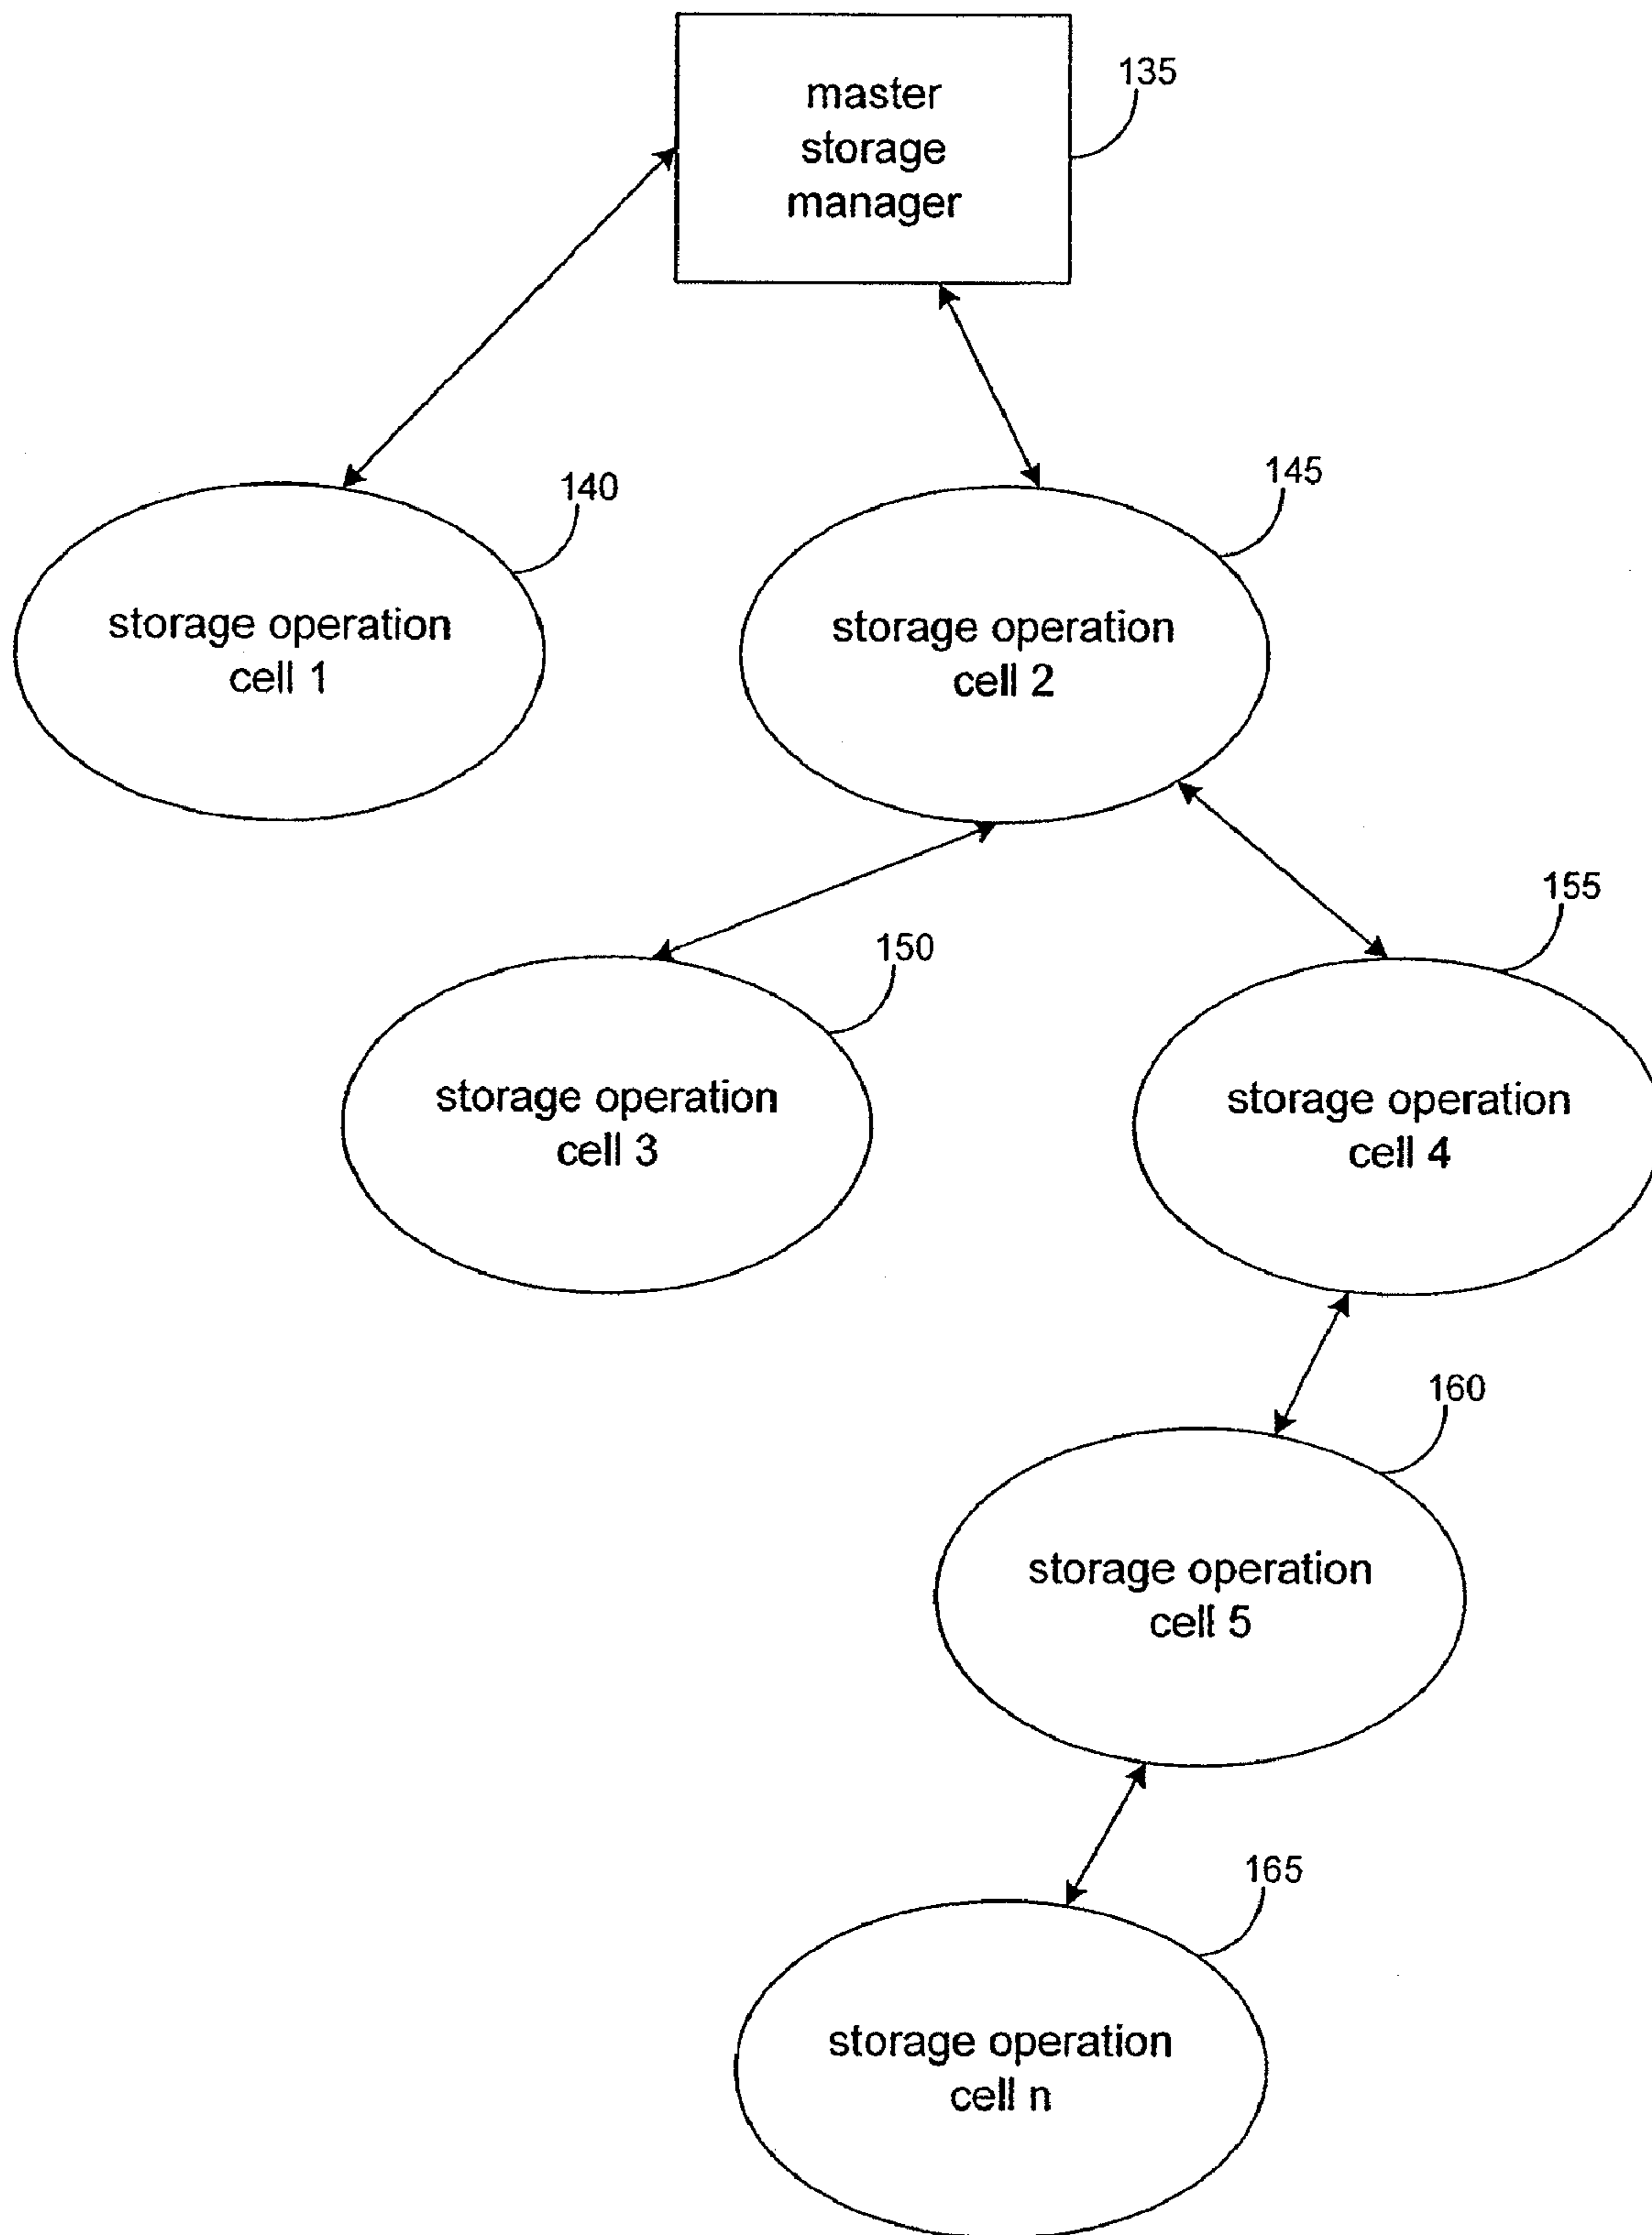 master
storage
manager
135
140
145
storage operation
cell 1
storage operation
cell 2
150
155
storage operation
cell 3
storage operation
cell 4
160
storage operation
cell 5
165
storage operation
cell n